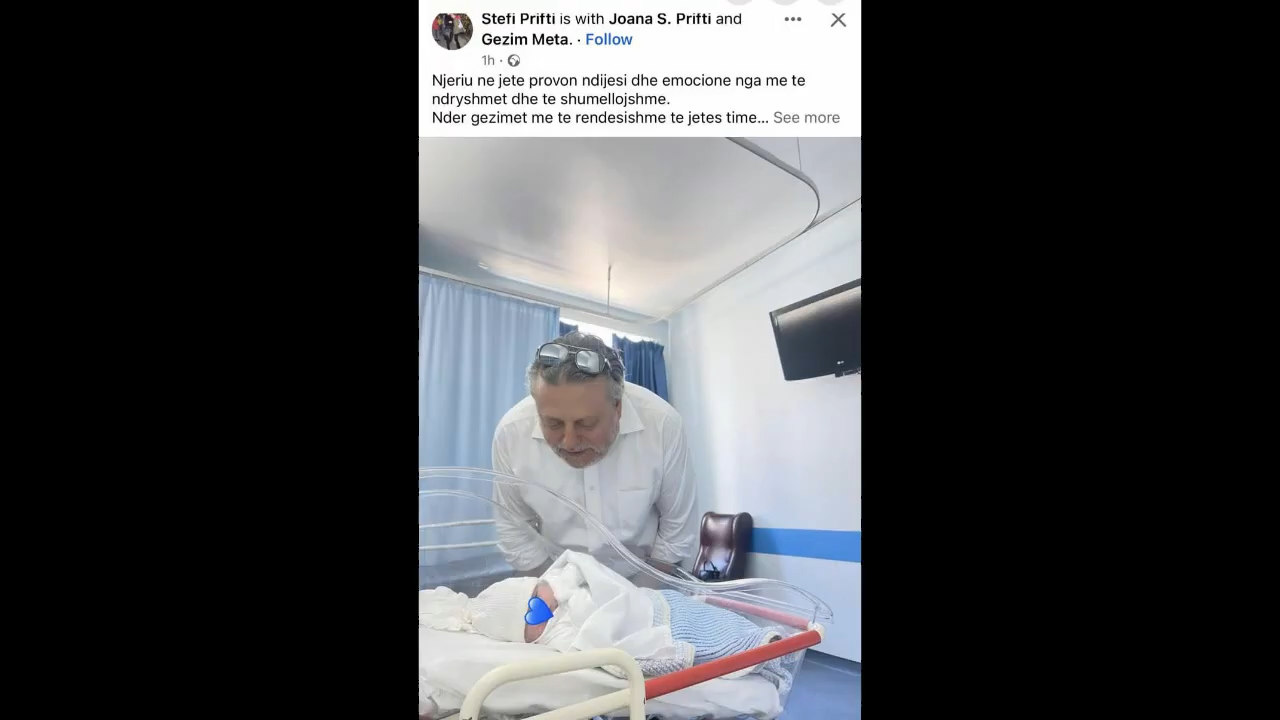 Stefi Prifti is with Joana S. Prifti and
Gezim Meta. · Follow
1h ·
Njeriu ne jete provon ndijesi dhe emocione nga me te
ndryshmet dhe te shumellojshme.
Nder gezimet me te rendesishme te jetes time... See more
LG